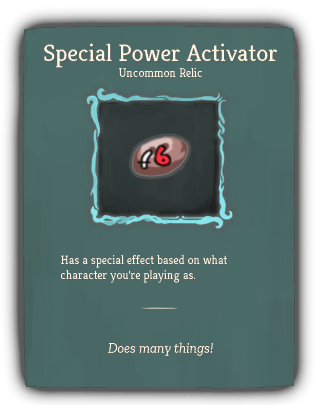 Special Power Activator
Uncommon Relic
Has a special effect based on what
character you're playing as.
Does many things!